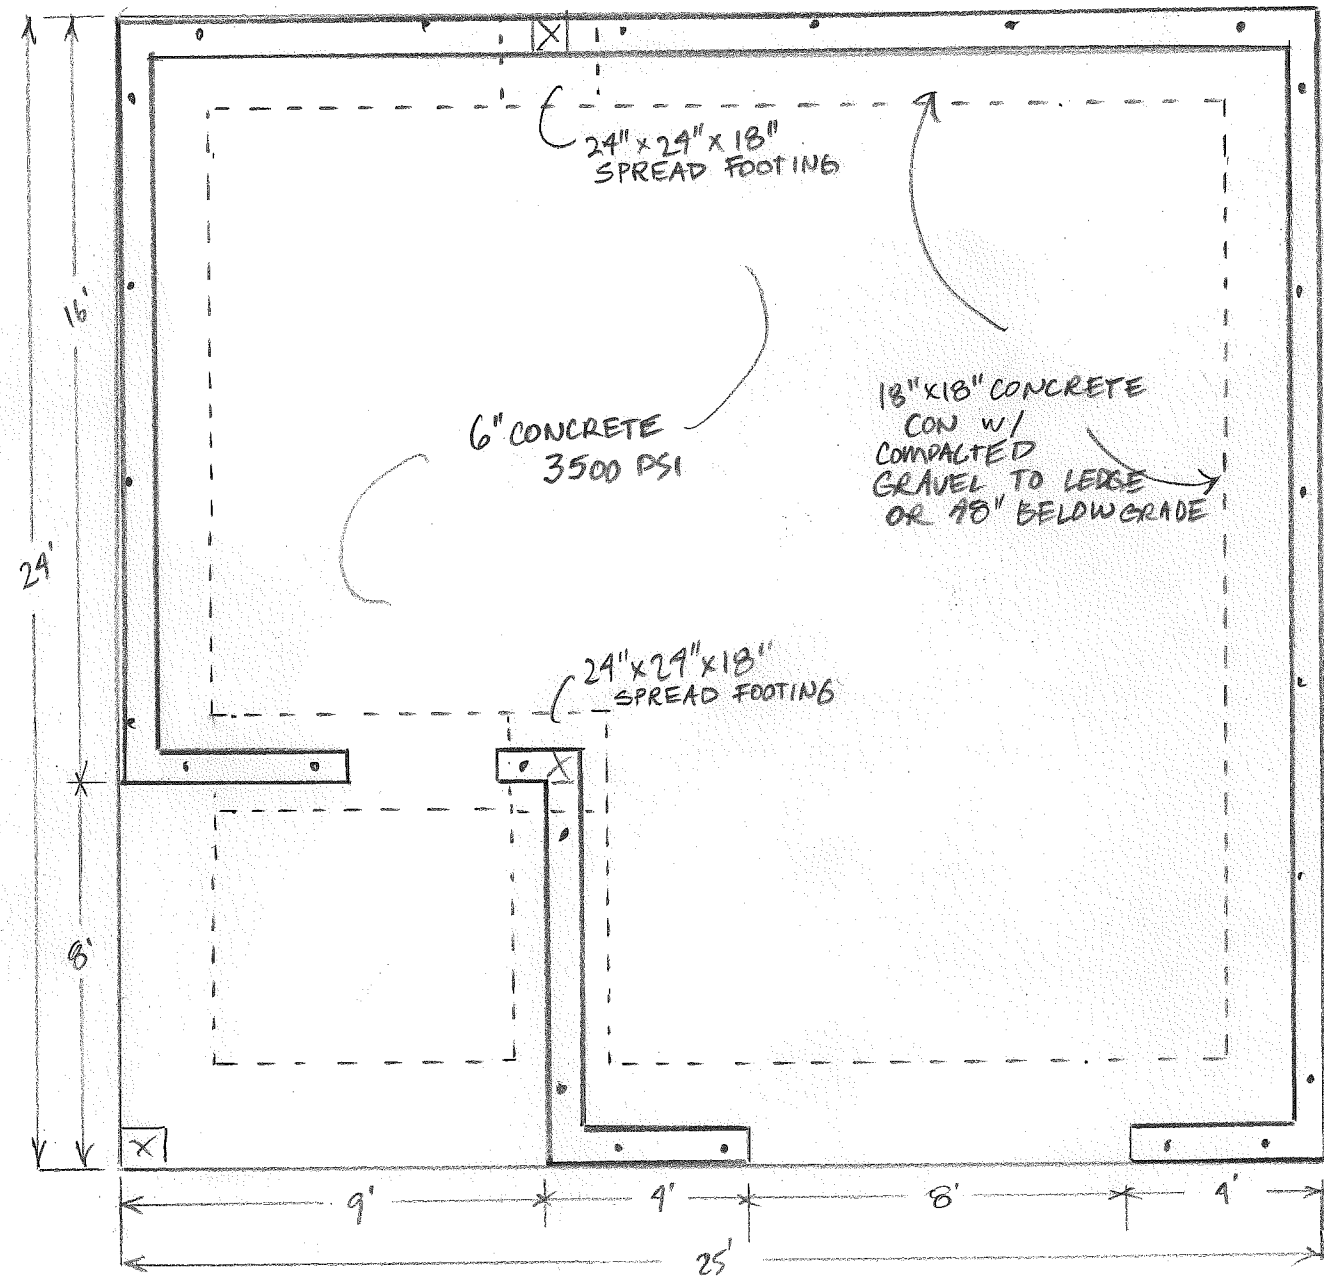 24"x24"x18"
SPREAD FOOTING
16'
18"x18" CONCRETE
CON w/
COMPACTED
GRAVEL TO LEDGE
OR 48" BELOW GRADE
6" CONCRETE
3500 PSI
24'
24"x24"x18"
SPREAD FOOTING
8'
9'
4'
8'
4'
25'